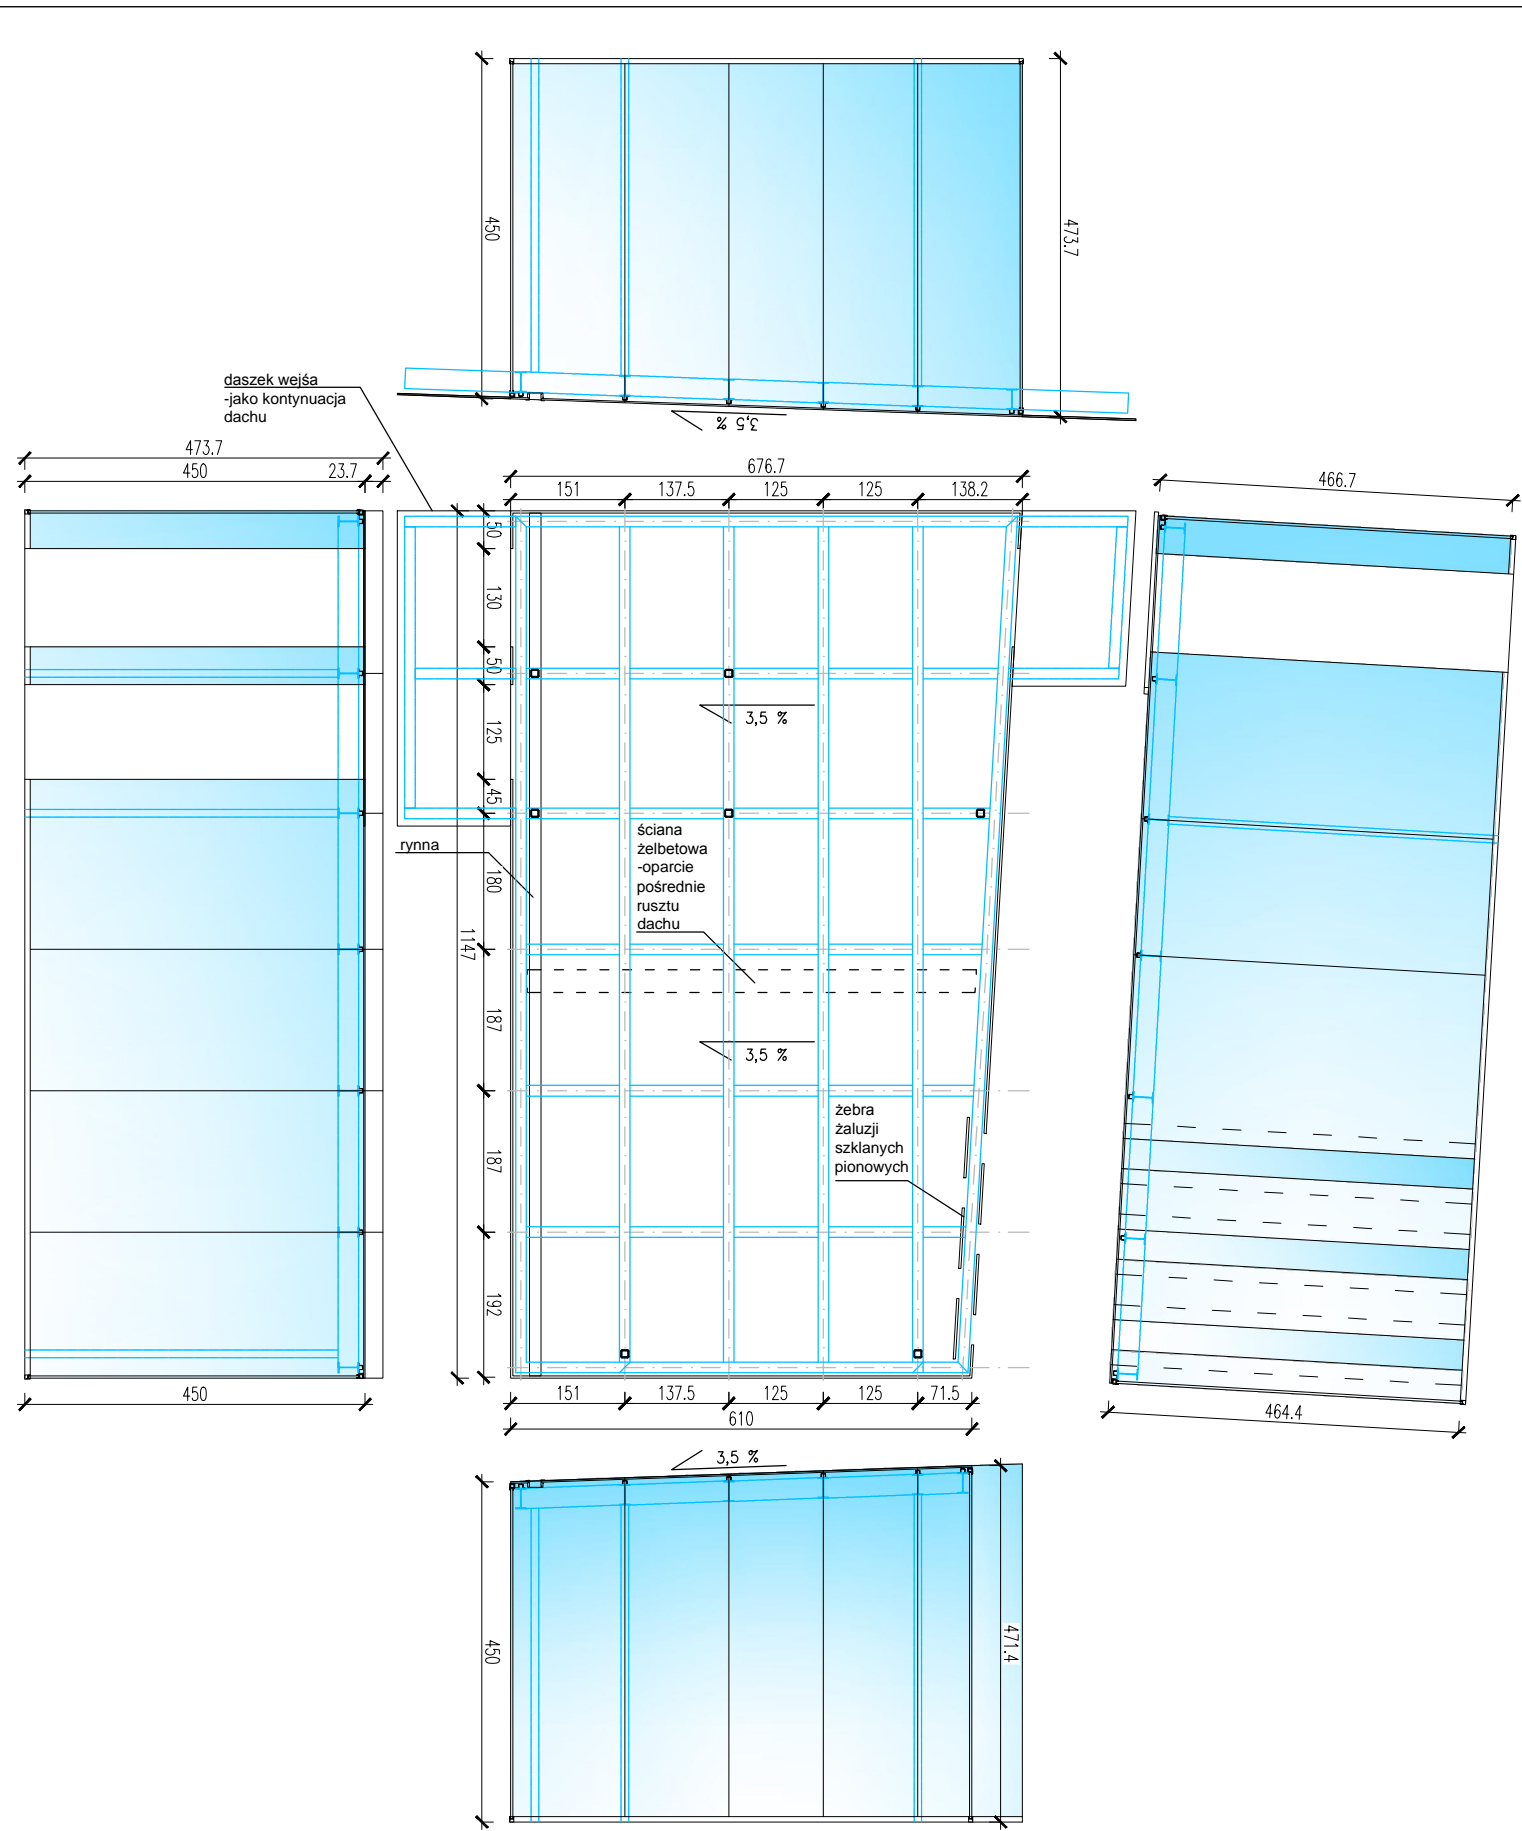 450
473.7
3,5 %
daszek wejśa
-jako kontynuacja
dachu
473.7
450
23.7
676.7
151
137.5
125
125
138.2
466.7
50
130
50
125
45
180
1147
187
187
192
3,5 %
rynna
ściana
żelbetowa
-oparcie
pośrednie
rusztu
dachu
3,5 %
żebra
żaluzji
szklanych
pionowych
450
151
137.5
125
125
71.5
610
464.4
3,5 %
450
471.4